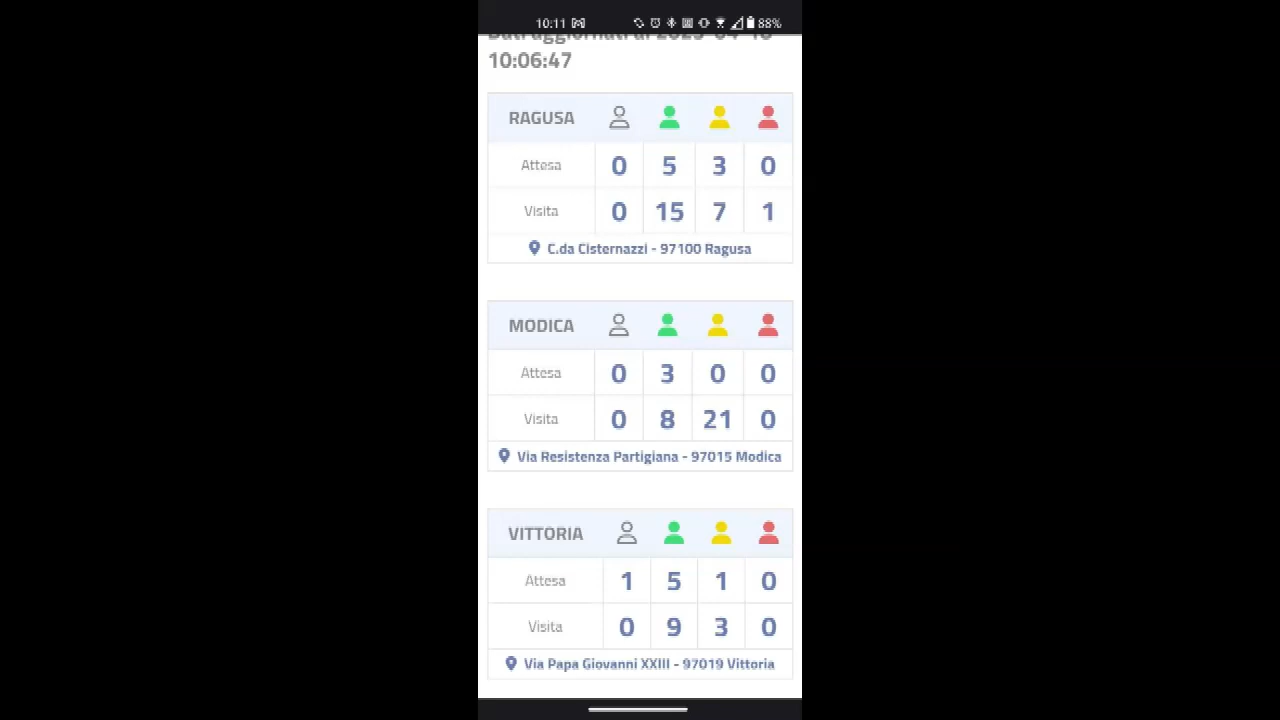 10:11 88%
10:06:47
RAGUSA
Attesa 0 5 3 0
Visita 0 15 7 1
C.da Cisternazzi - 97100 Ragusa
MODICA
Attesa 0 3 0 0
Visita 0 8 21 0
Via Resistenza Partigiana - 97015 Modica
VITTORIA
Attesa 1 5 1 0
Visita 0 9 3 0
Via Papa Giovanni XXIII - 97019 Vittoria